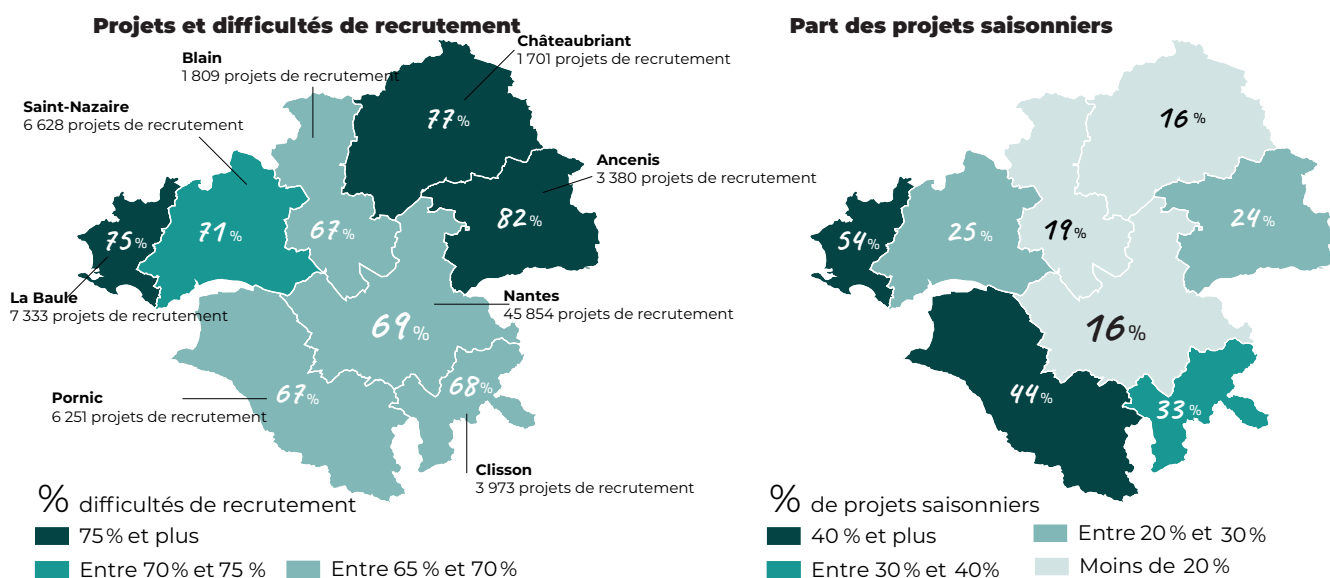 Projets et difficultés de recrutement
Châteaubriant
1 701 projets de recrutement
Blain
1 809 projets de recrutement
Saint-Nazaire
6 628 projets de recrutement
77 %
Ancenis
3 380 projets de recrutement
82 %
67 %
71 %
75 %
La Baule
7 333 projets de recrutement
Nantes
45 854 projets de recrutement
69 %
68 %
67 %
Pornic
6 251 projets de recrutement
Clisson
3 973 projets de recrutement
% difficultés de recrutement
75 % et plus
Entre 70 % et 75 %
Entre 65 % et 70 %
Part des projets saisonniers
16 %
24 %
19 %
25 %
54 %
16 %
44 %
33 %
% de projets saisonniers
40 % et plus
Entre 20 % et 30 %
Entre 30 % et 40 %
Moins de 20 %